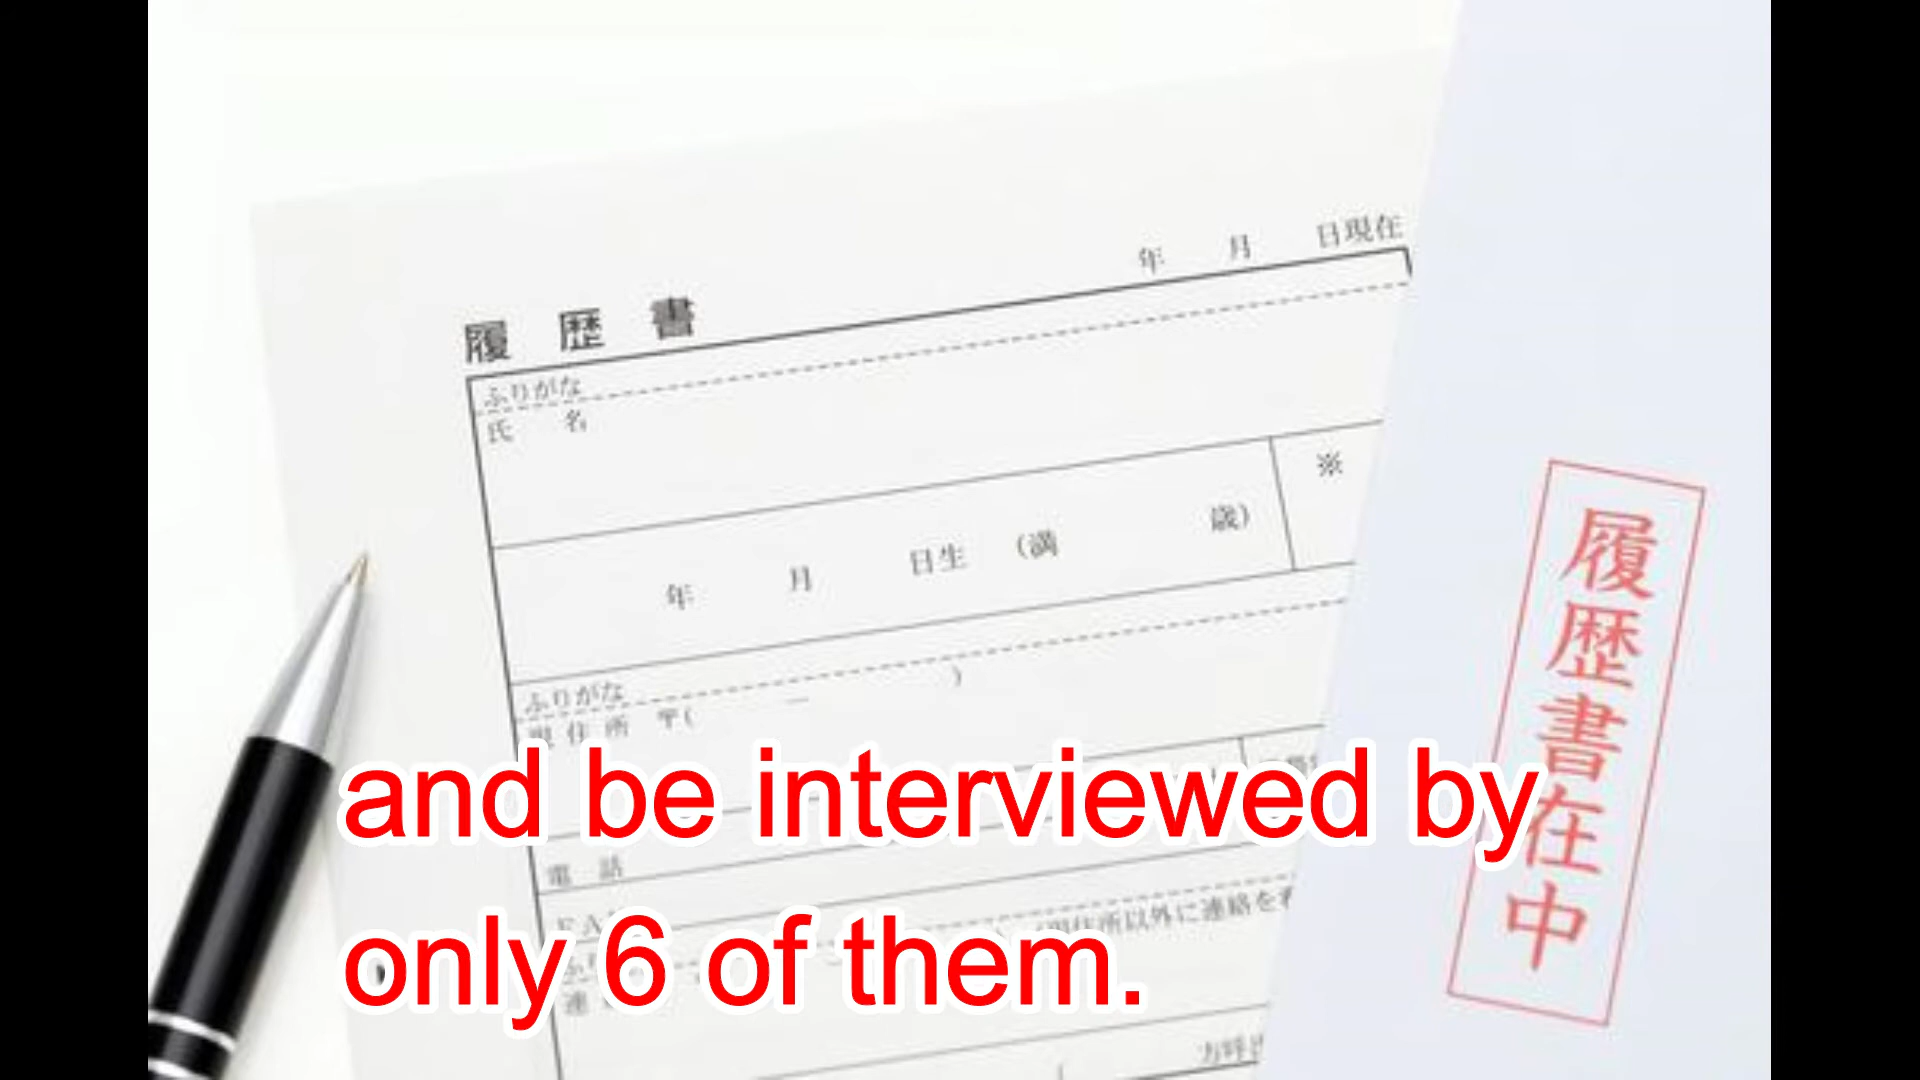 年 月 日現在
履 歴 書
ふりがな
氏 名
※
年 月 日生 (満 歳)
ふりがな
現 住 所 〒( — )
電 話
and be interviewed by
only 6 of them.
履歴書在中